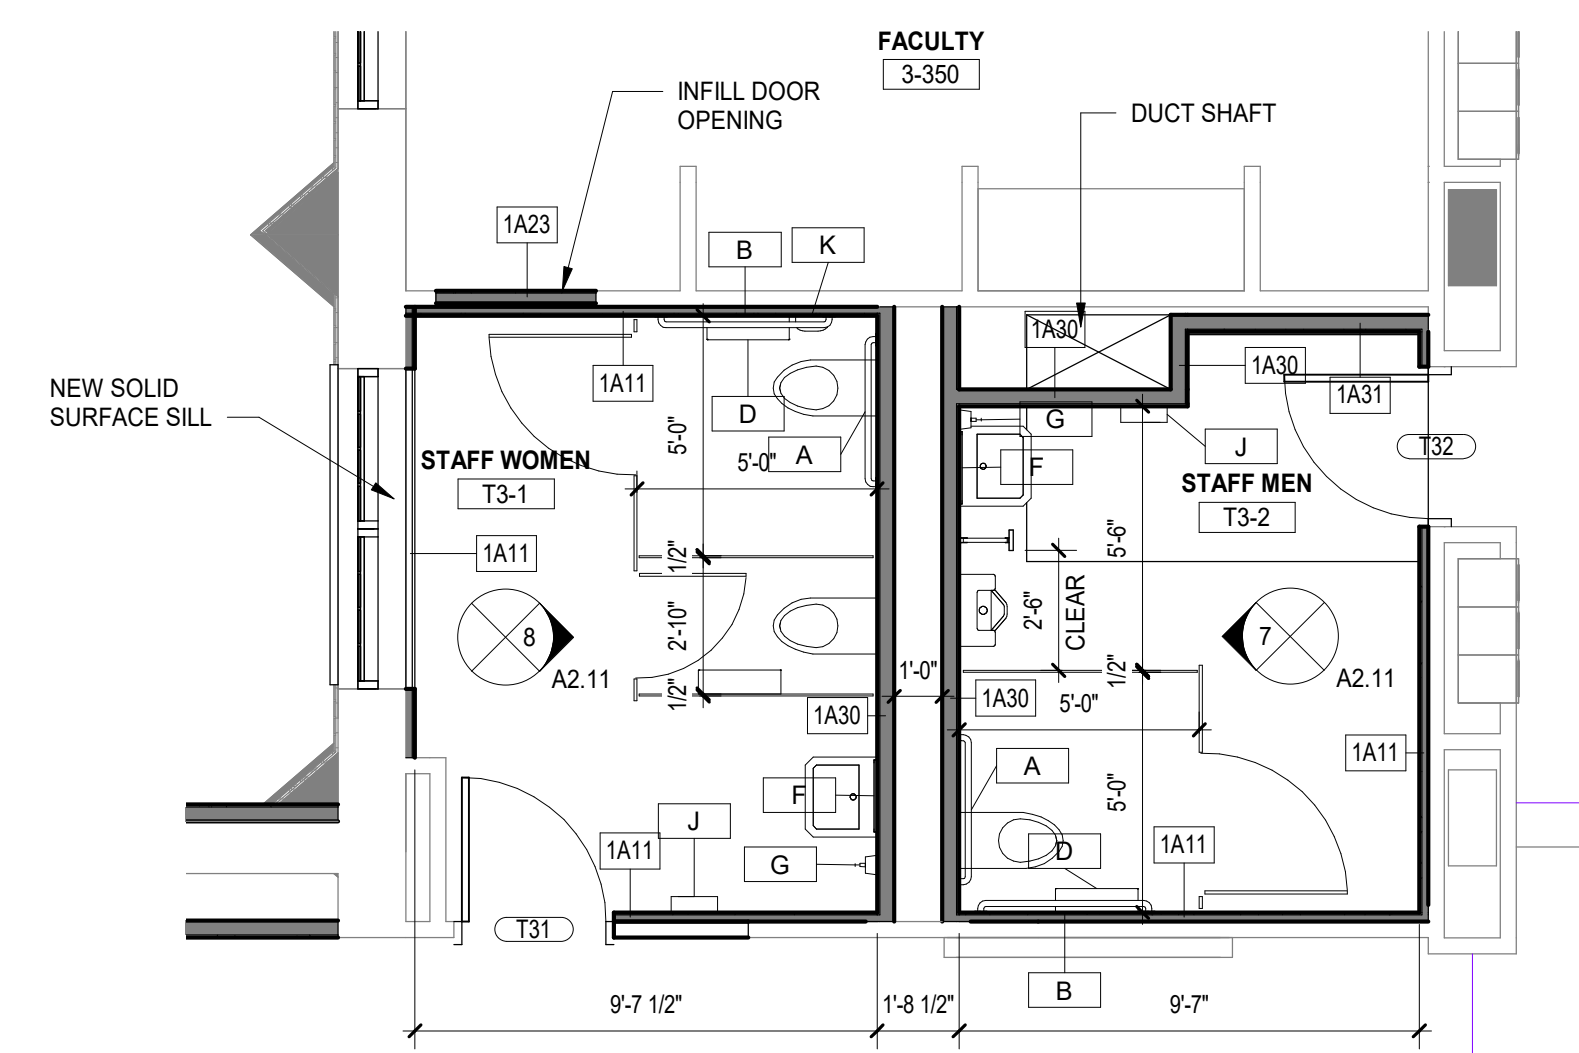 FACULTY
3-350
INFILL DOOR
OPENING
DUCT SHAFT
1A23
B
K
1A30
1A11
1A30
1A31
NEW SOLID
SURFACE SILL
D
G
J
T32
5'-0"
5'-0"
A
F
STAFF WOMEN
T3-1
STAFF MEN
T3-2
1A11
1/2"
5'-6"
8
A2.11
2'-10"
2'-6"
CLEAR
7
A2.11
1/2"
1'-0"
1/2"
1A30
1A30
5'-0"
1A11
F
A
5'-0"
J
1A11
G
D
1A11
T31
B
9'-7 1/2"
1'-8 1/2"
9'-7"